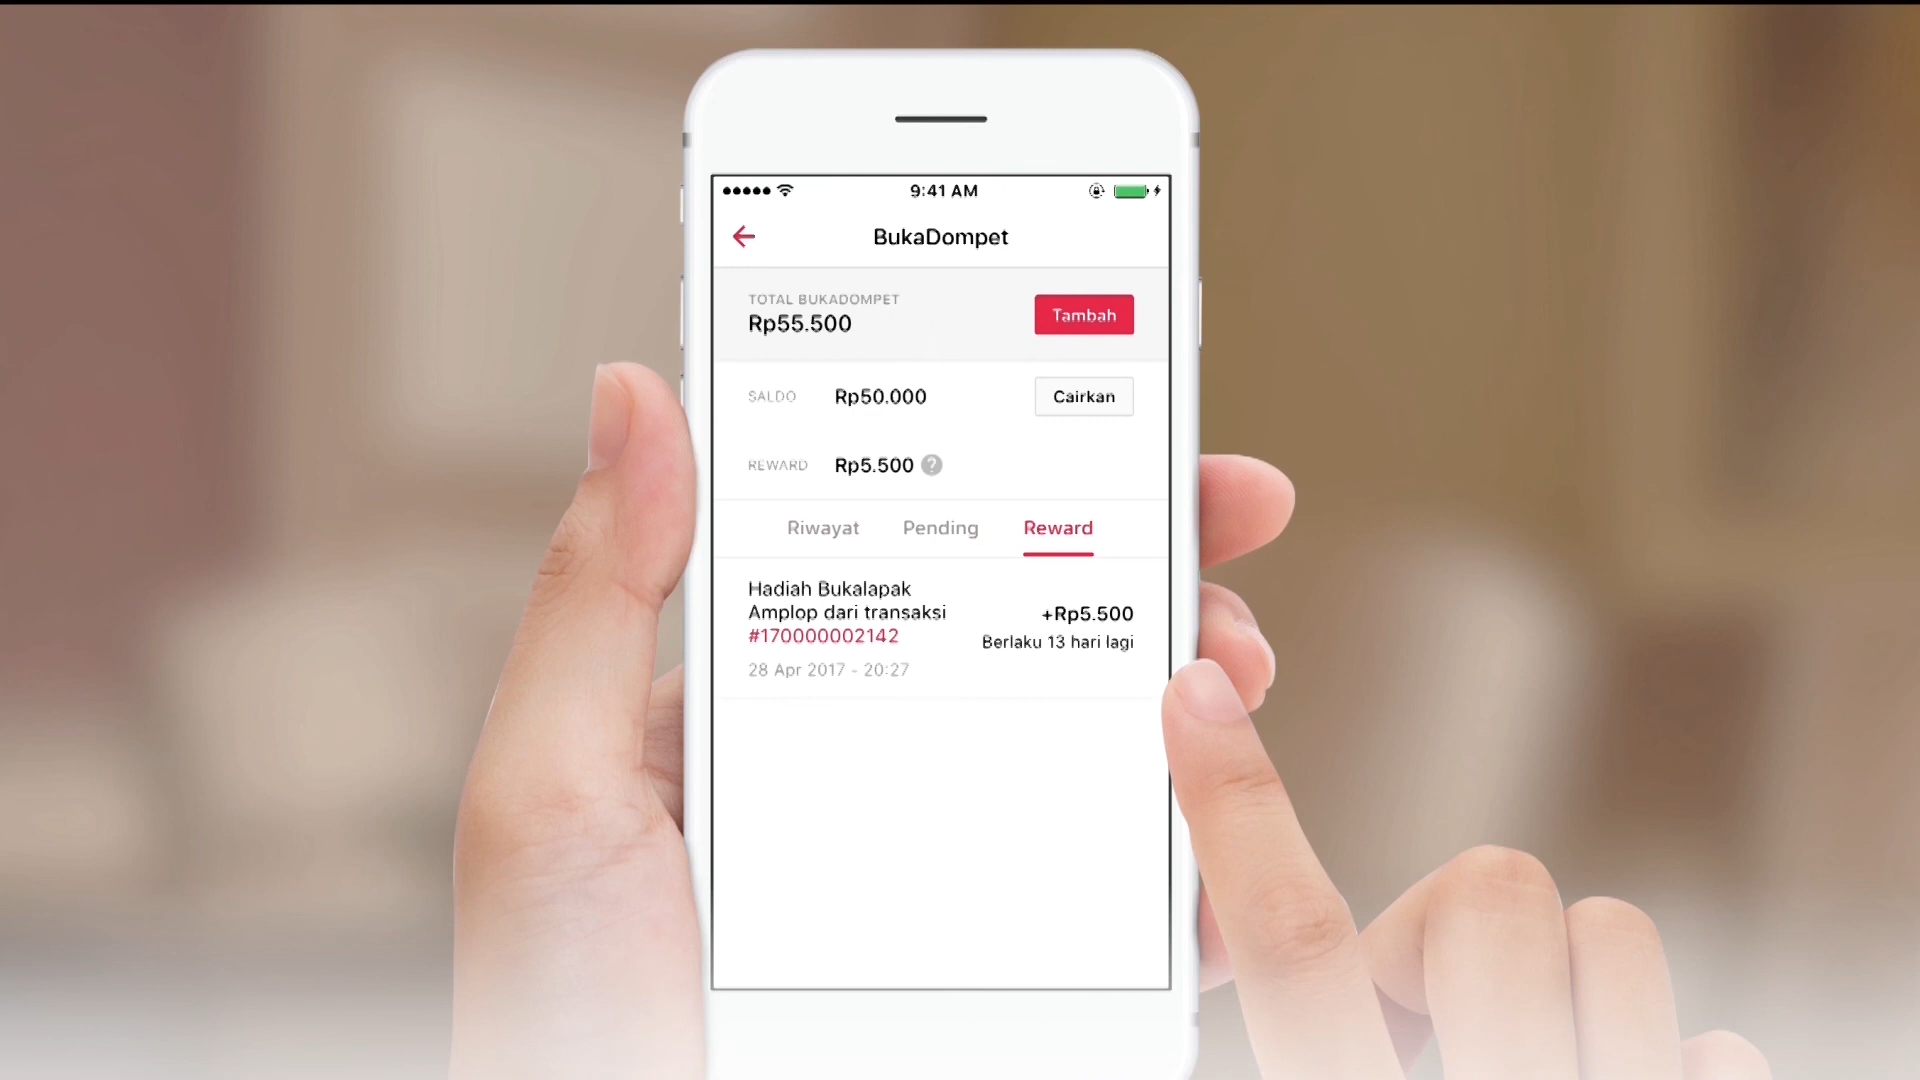 9:41 AM
BukaDompet
TOTAL BUKADOMPET
Rp55.500
Tambah
SALDO Rp50.000 Cairkan
REWARD Rp5.500 ?
Riwayat Pending Reward
Hadiah Bukalapak
Amplop dari transaksi
#170000002142
28 Apr 2017 - 20:27
+Rp5.500
Berlaku 13 hari lagi